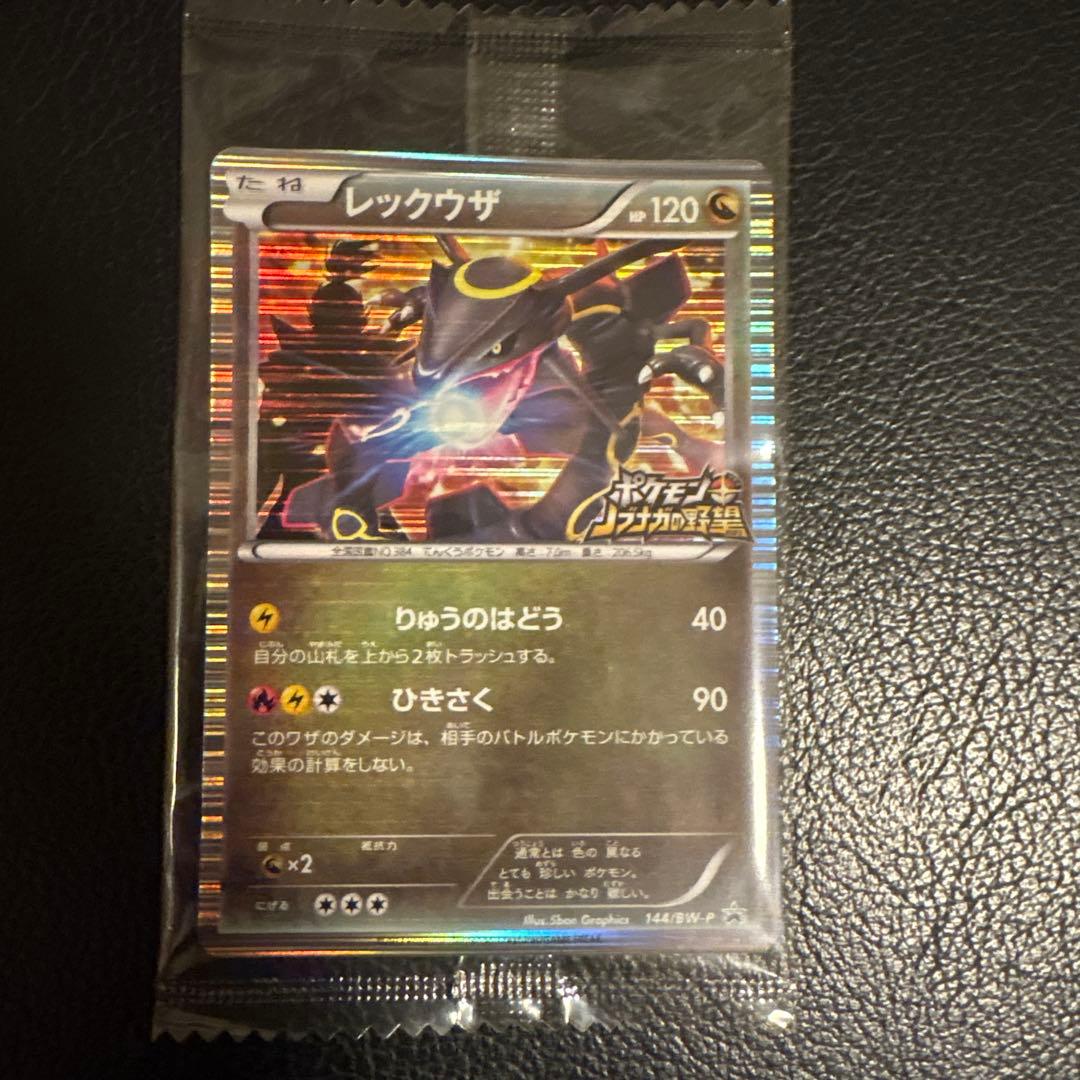 たね レックウザ HP 120
ポケモン
ノブナガの野望
全国図鑑NO.384 てんくうポケモン 高さ:7.0m 重さ:206.5kg
りゅうのはどう 40
自分の山札を上から2枚トラッシュする。
ひきさく 90
このワザのダメージは、相手のバトルポケモンにかかっている
効果の計算をしない。
弱点 抵抗力
×2
にげる
通常とは 色の 異なる
とても 珍しい ポケモン。
出会うことは かなり 難しい。
Illus. 5ban Graphics 144/BW-P